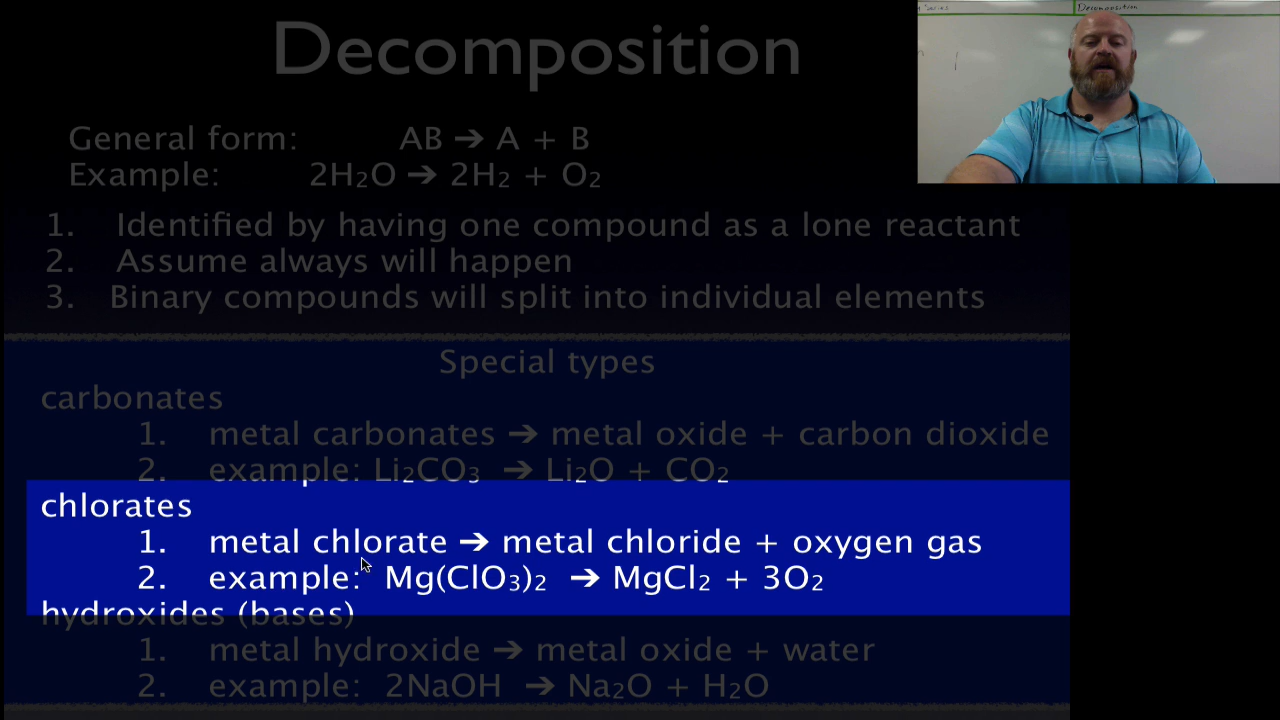 Decomposition
Decomposition
General form: AB ➔ A + B
Example: 2H₂O ➔ 2H₂ + O₂
1. Identified by having one compound as a lone reactant
2. Assume always will happen
3. Binary compounds will split into individual elements
Special types
carbonates
1. metal carbonates ➔ metal oxide + carbon dioxide
2. example: Li₂CO₃ ➔ Li₂O + CO₂
chlorates
1. metal chlorate ➔ metal chloride + oxygen gas
2. example: Mg(ClO₃)₂ ➔ MgCl₂ + 3O₂
hydroxides (bases)
1. metal hydroxide ➔ metal oxide + water
2. example: 2NaOH ➔ Na₂O + H₂O